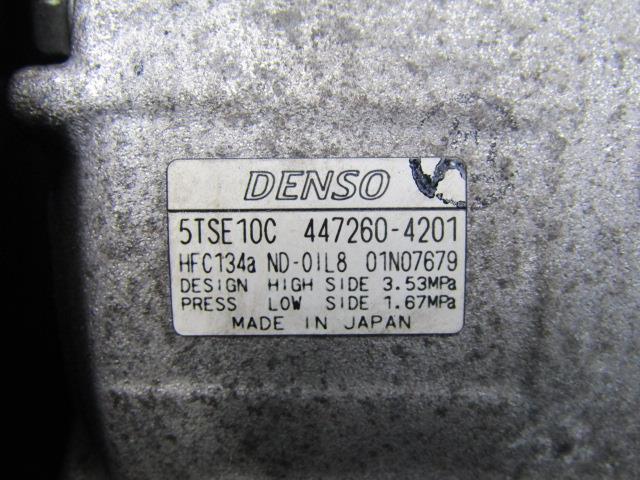 DENSO
5TSE10C 447260-4201
HFC134a ND-OIL8 01N07679
DESIGN HIGH SIDE 3.53MPa
PRESS LOW SIDE 1.67MPa
MADE IN JAPAN